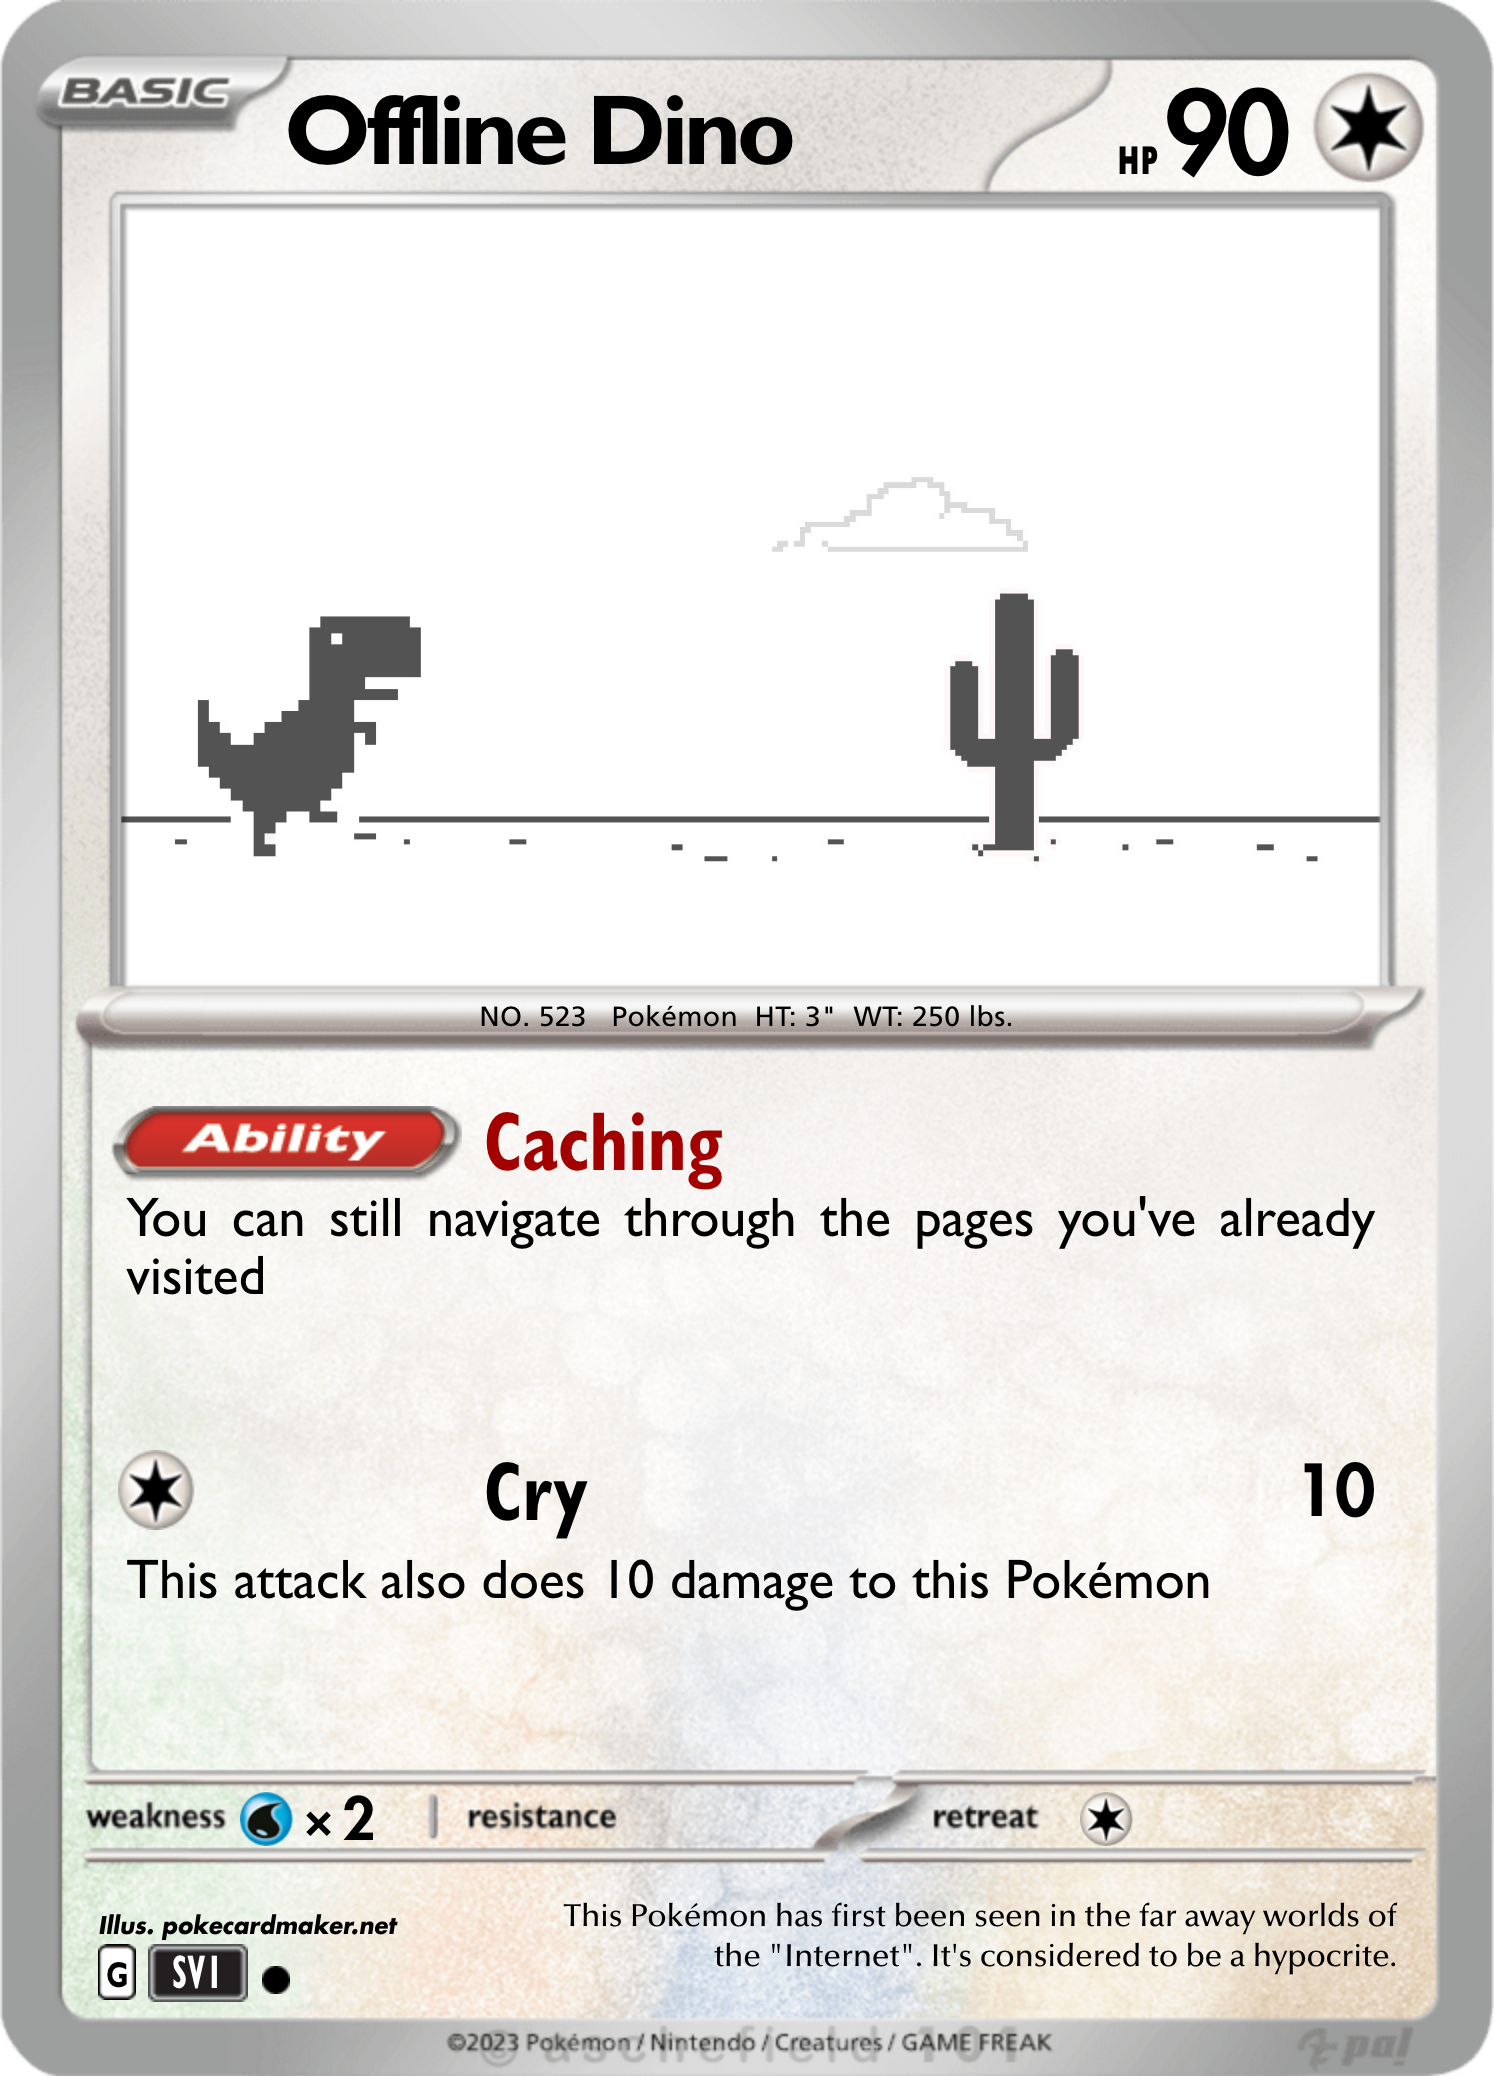 BASIC
Offline Dino
HP 90
NO. 523 Pokémon HT: 3" WT: 250 lbs.
Ability Caching
You can still navigate through the pages you've already
visited
Cry 10
This attack also does 10 damage to this Pokémon
weakness × 2 resistance retreat
Illus. pokecardmaker.net
This Pokémon has first been seen in the far away worlds of
the "Internet". It's considered to be a hypocrite.
G SVI
©2023 Pokémon / Nintendo / Creatures / GAME FREAK